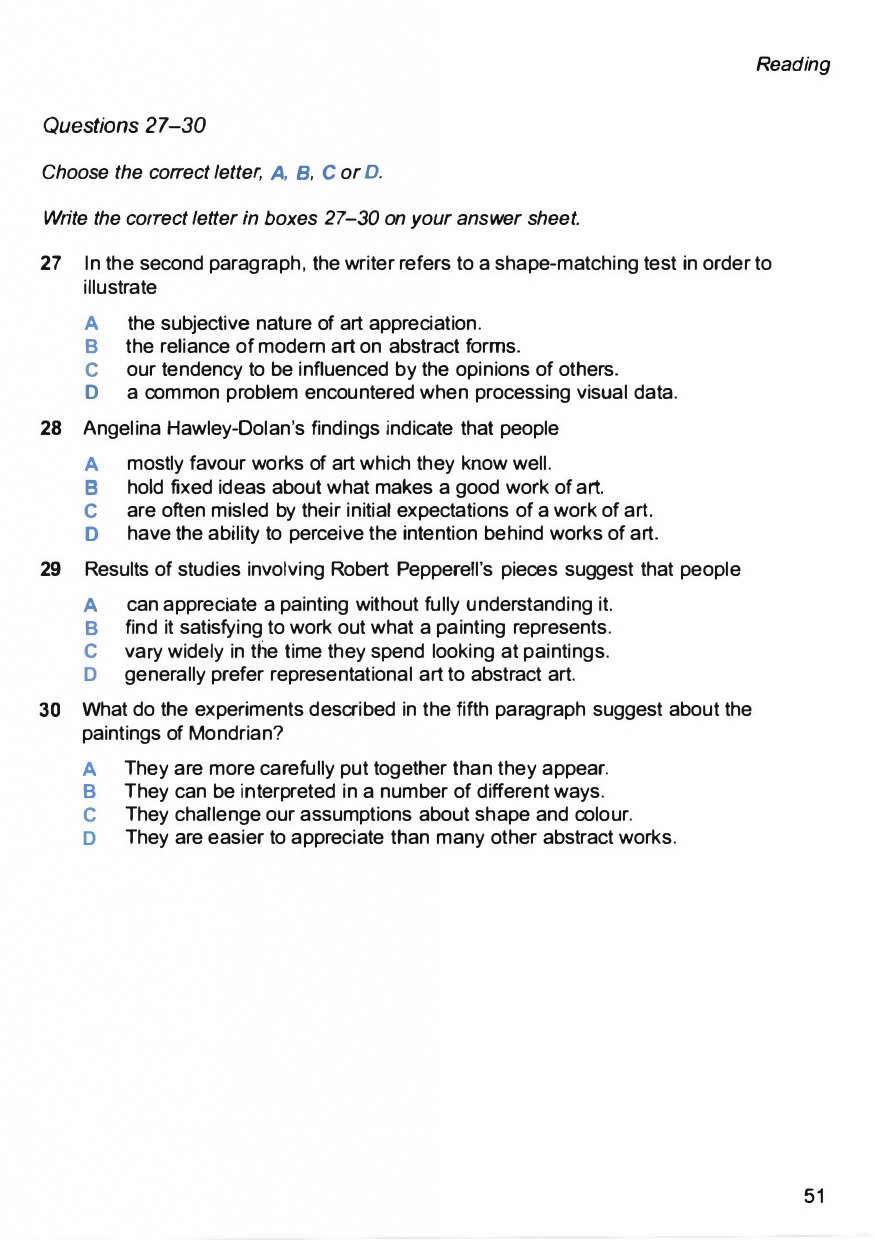 Reading
Questions 27–30
Choose the correct letter, A, B, C or D.
Write the correct letter in boxes 27–30 on your answer sheet.
27 In the second paragraph, the writer refers to a shape-matching test in order to
illustrate
A the subjective nature of art appreciation.
B the reliance of modern art on abstract forms.
C our tendency to be influenced by the opinions of others.
D a common problem encountered when processing visual data.
28 Angelina Hawley-Dolan's findings indicate that people
A mostly favour works of art which they know well.
B hold fixed ideas about what makes a good work of art.
C are often misled by their initial expectations of a work of art.
D have the ability to perceive the intention behind works of art.
29 Results of studies involving Robert Pepperell's pieces suggest that people
A can appreciate a painting without fully understanding it.
B find it satisfying to work out what a painting represents.
C vary widely in the time they spend looking at paintings.
D generally prefer representational art to abstract art.
30 What do the experiments described in the fifth paragraph suggest about the
paintings of Mondrian?
A They are more carefully put together than they appear.
B They can be interpreted in a number of different ways.
C They challenge our assumptions about shape and colour.
D They are easier to appreciate than many other abstract works.
51